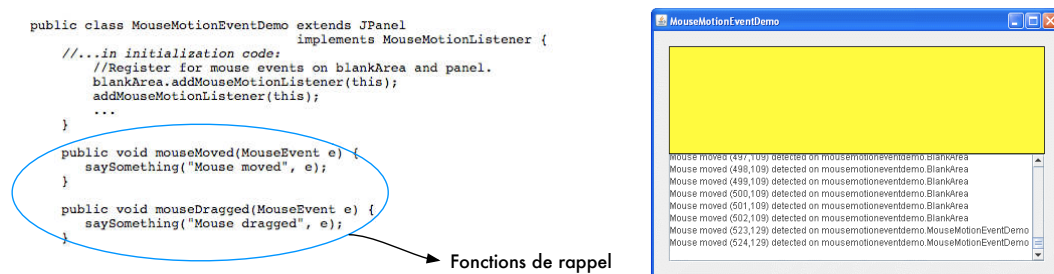 public class MouseMotionEventDemo extends JPanel
implements MouseMotionListener {
//...in initialization code:
//Register for mouse events on blankArea and panel.
blankArea.addMouseMotionListener(this);
addMouseMotionListener(this);
...
}
public void mouseMoved(MouseEvent e) {
saySomething("Mouse moved", e);
}
public void mouseDragged(MouseEvent e) {
saySomething("Mouse dragged", e);
}
Fonctions de rappel
MouseMotionEventDemo
Mouse moved (497,109) detected on mousemotioneventdemo.BlankArea
Mouse moved (498,109) detected on mousemotioneventdemo.BlankArea
Mouse moved (499,109) detected on mousemotioneventdemo.BlankArea
Mouse moved (500,109) detected on mousemotioneventdemo.BlankArea
Mouse moved (501,109) detected on mousemotioneventdemo.BlankArea
Mouse moved (502,109) detected on mousemotioneventdemo.BlankArea
Mouse moved (523,129) detected on mousemotioneventdemo.MouseMotionEventDemo
Mouse moved (524,129) detected on mousemotioneventdemo.MouseMotionEventDemo